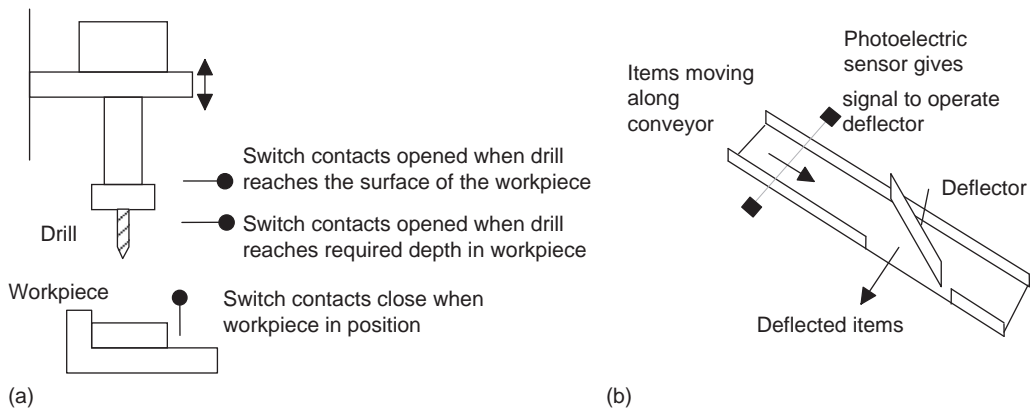 Switch contacts opened when drill
reaches the surface of the workpiece
Switch contacts opened when drill
reaches required depth in workpiece
Drill
Workpiece
Switch contacts close when
workpiece in position
(a)
Photoelectric
sensor gives
signal to operate
deflector
Items moving
along
conveyor
Deflector
Deflected items
(b)